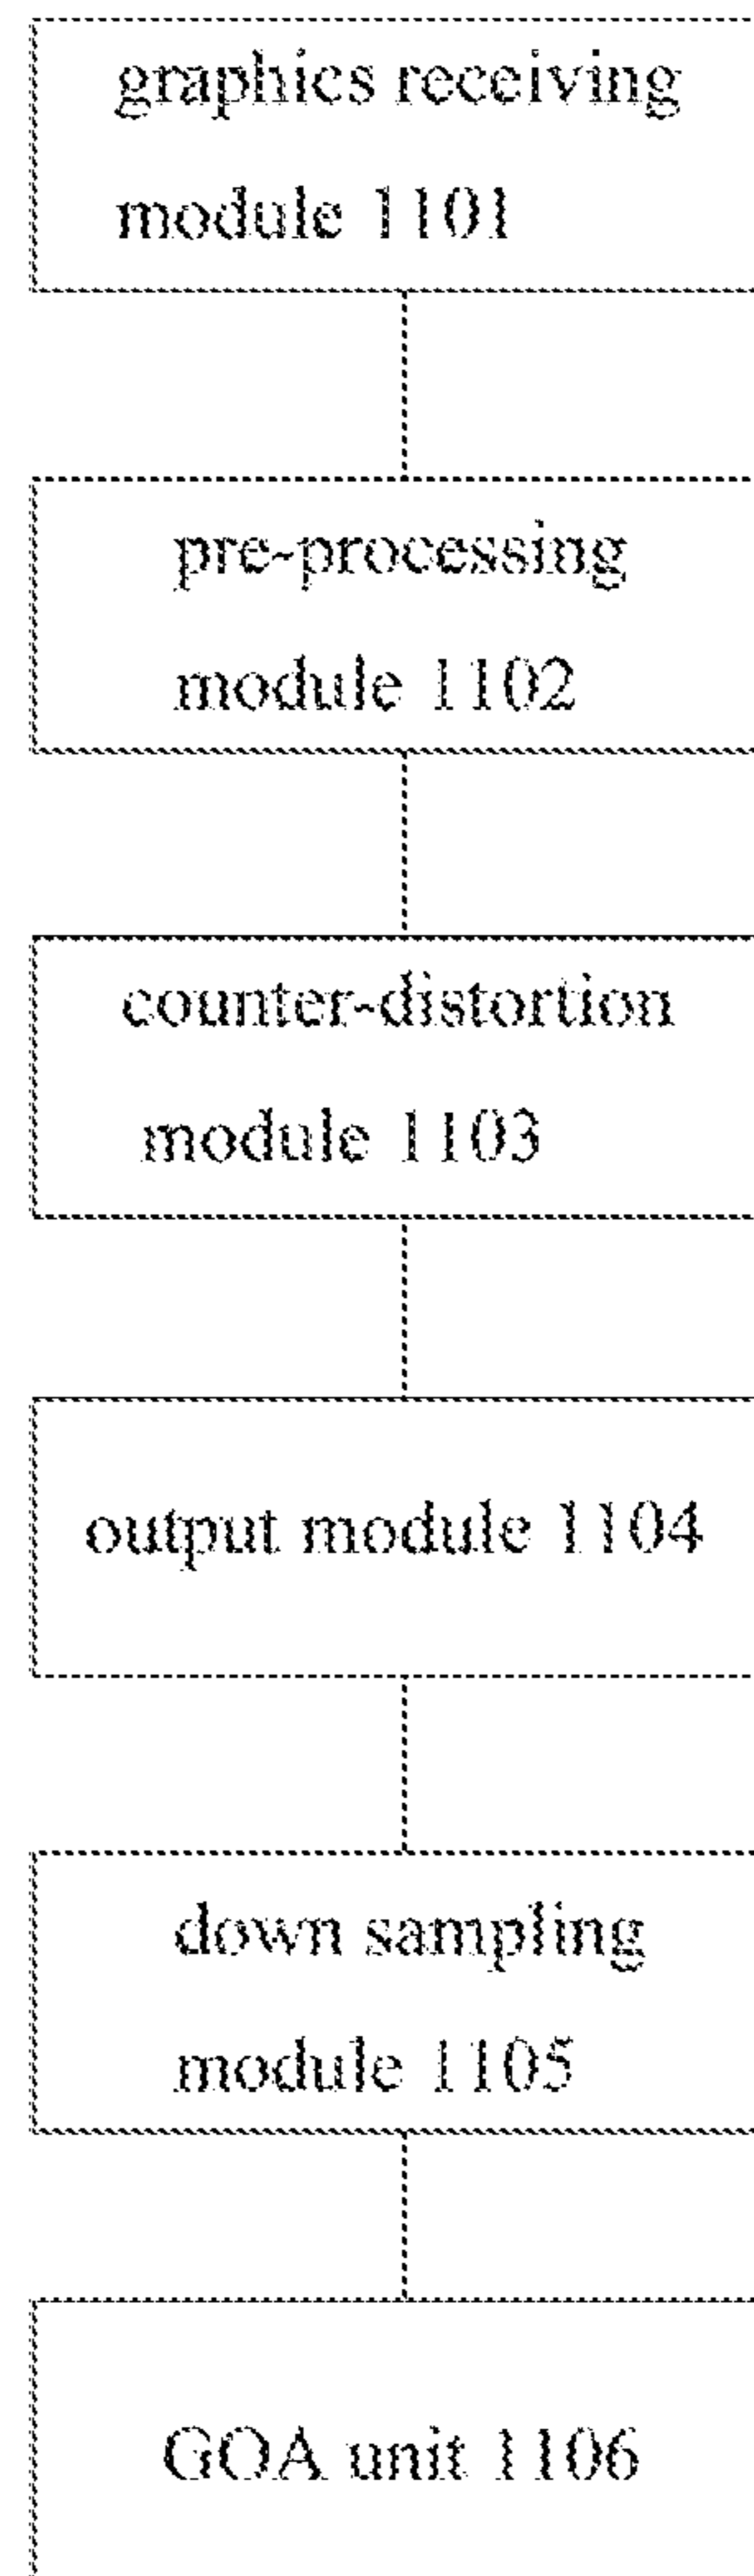 graphics receiving
module 1101
pre-processing
module 1102
counter-distortion
module 1103
output module 1104
down sampling
module 1105
GOA unit 1106